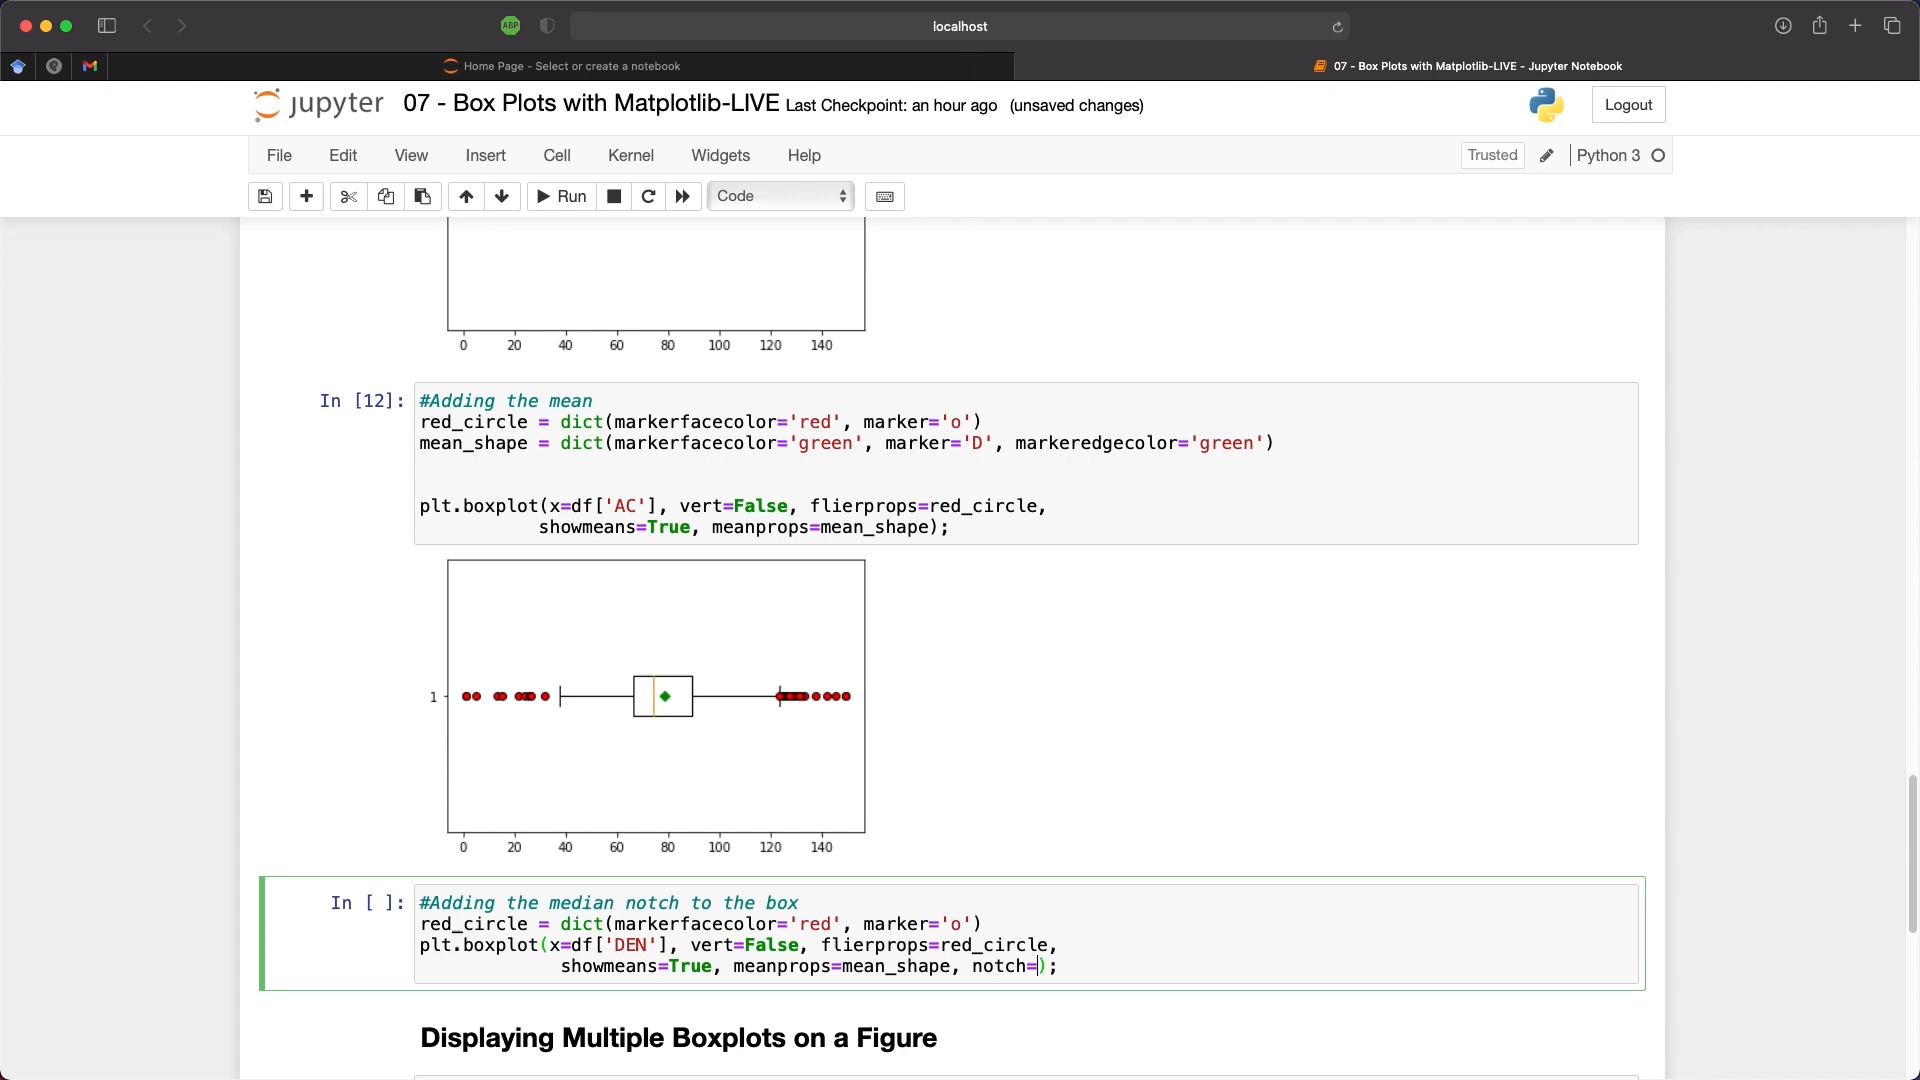 ABP
localhost
Home Page - Select or create a notebook
07 - Box Plots with Matplotlib-LIVE - Jupyter Notebook
jupyter 07 - Box Plots with Matplotlib-LIVE Last Checkpoint: an hour ago (unsaved changes)
Logout
File Edit View Insert Cell Kernel Widgets Help
Trusted
Python 3
Run
Code
0 20 40 60 80 100 120 140
In [12]:
#Adding the mean
red_circle = dict(markerfacecolor='red', marker='o')
mean_shape = dict(markerfacecolor='green', marker='D', markeredgecolor='green')
plt.boxplot(x=df['AC'], vert=False, flierprops=red_circle,
showmeans=True, meanprops=mean_shape);
1
0 20 40 60 80 100 120 140
In [ ]:
#Adding the median notch to the box
red_circle = dict(markerfacecolor='red', marker='o')
plt.boxplot(x=df['DEN'], vert=False, flierprops=red_circle,
showmeans=True, meanprops=mean_shape, notch=);
Displaying Multiple Boxplots on a Figure